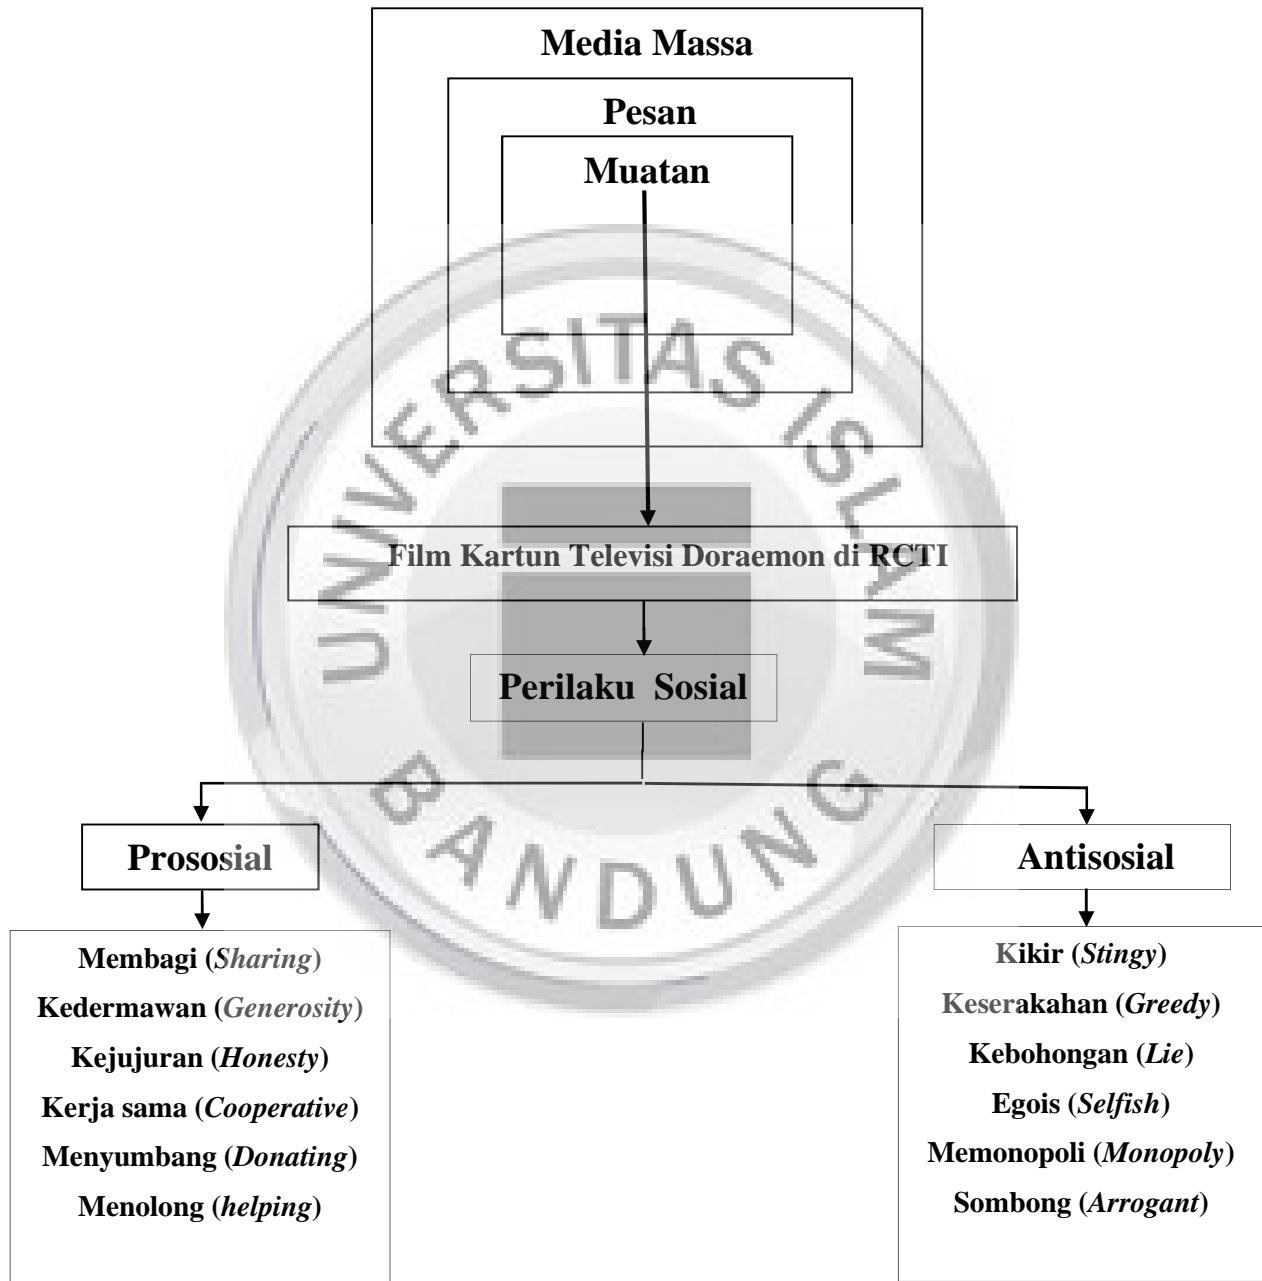 Media Massa
Pesan
Muatan
UNIVERSITAS ISLAM
Film Kartun Televisi Doraemon di RCTI
Perilaku Sosial
BANDUNG
Prososial
Antisosial
Membagi (Sharing)
Kedermawan (Generosity)
Kejujuran (Honesty)
Kerja sama (Cooperative)
Menyumbang (Donating)
Menolong (helping)
Kikir (Stingy)
Keserakahan (Greedy)
Kebohongan (Lie)
Egois (Selfish)
Memonopoli (Monopoly)
Sombong (Arrogant)